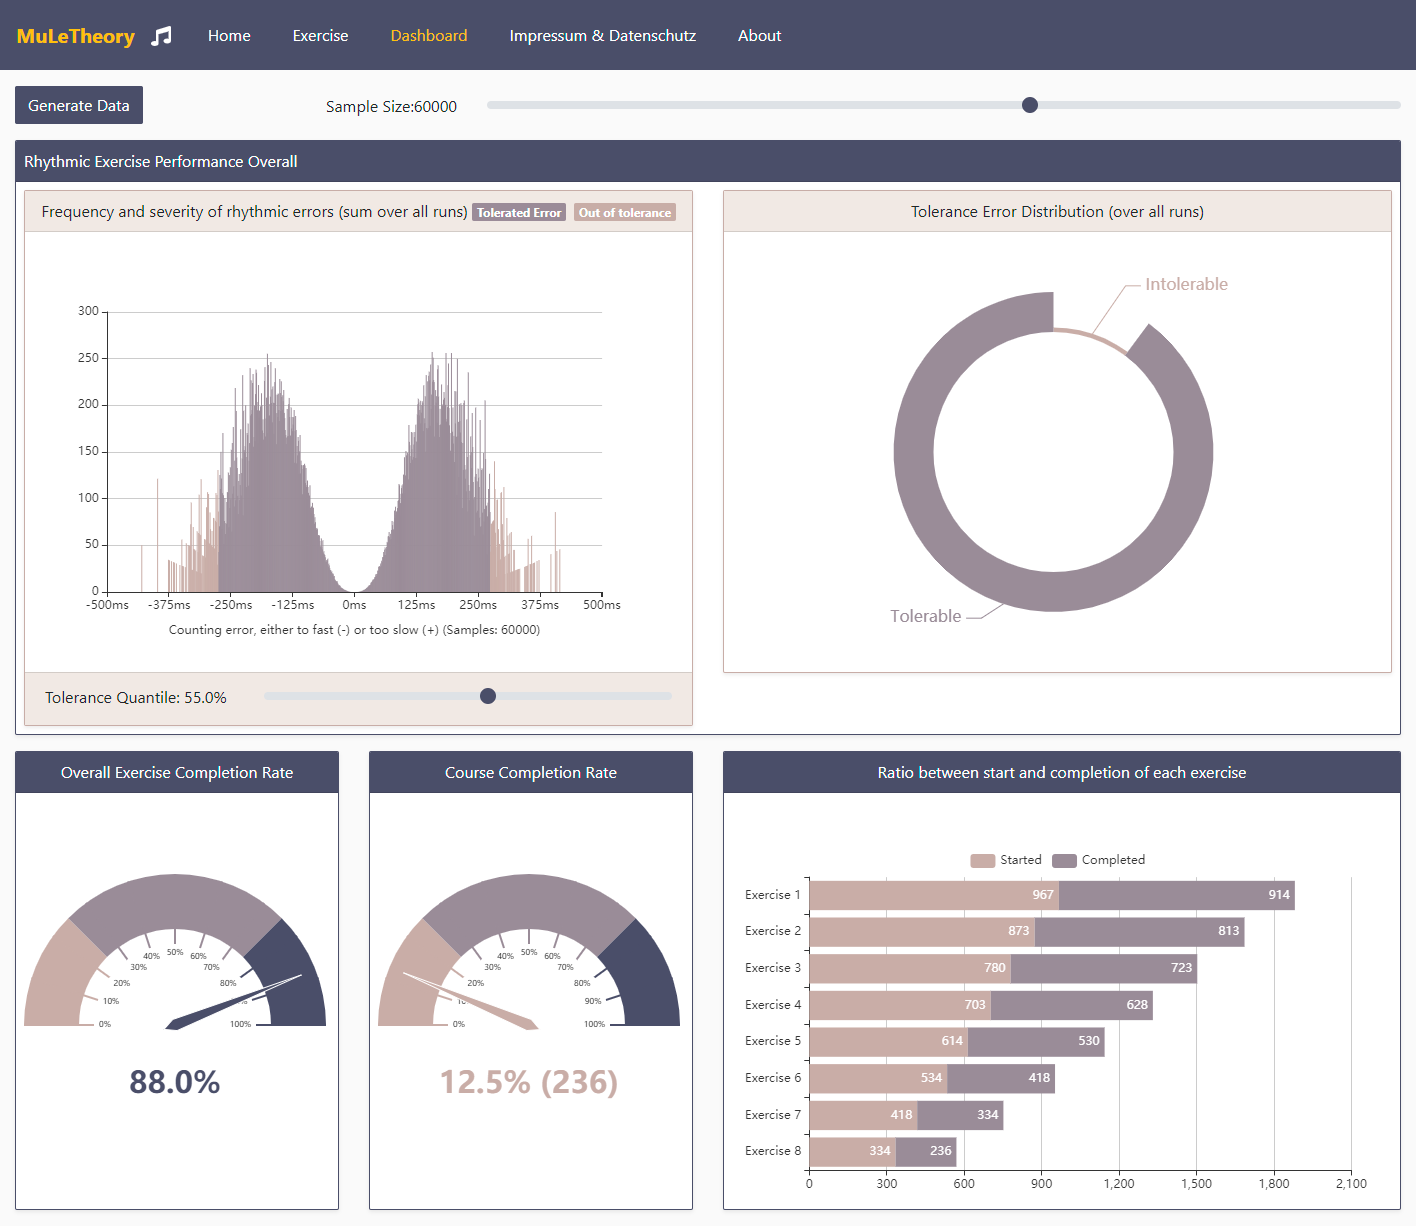 MuLeTheory Home Exercise Dashboard Impressum & Datenschutz About
Generate Data Sample Size:60000
Rhythmic Exercise Performance Overall
Frequency and severity of rhythmic errors (sum over all runs) Tolerated Error Out of tolerance
300
250
200
150
100
50
0
-500ms -375ms -250ms -125ms 0ns 125ms 250ms 375ms 500ms
Counting error, either to fast (-) or too slow (+) (Samples: 60000)
Tolerance Quantile: 55.0%
Tolerance Error Distribution (over all runs)
Intolerable
Tolerable
Overall Exercise Completion Rate
0% 10% 20% 30% 40% 50% 60% 70% 80% 100%
88.0%
Course Completion Rate
0% 20% 30% 40% 50% 60% 70% 80% 90% 100%
12.5% (236)
Ratio between start and completion of each exercise
Started Completed
Exercise 1 967 914
Exercise 2 873 813
Exercise 3 780 723
Exercise 4 703 628
Exercise 5 614 530
Exercise 6 534 418
Exercise 7 418 334
Exercise 8 334 236
0 300 600 900 1,200 1,500 1,800 2,100